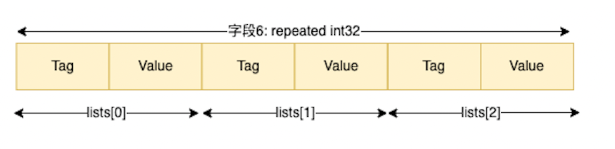 字段6: repeated int32
Tag Value Tag Value Tag Value
lists[0] lists[1] lists[2]